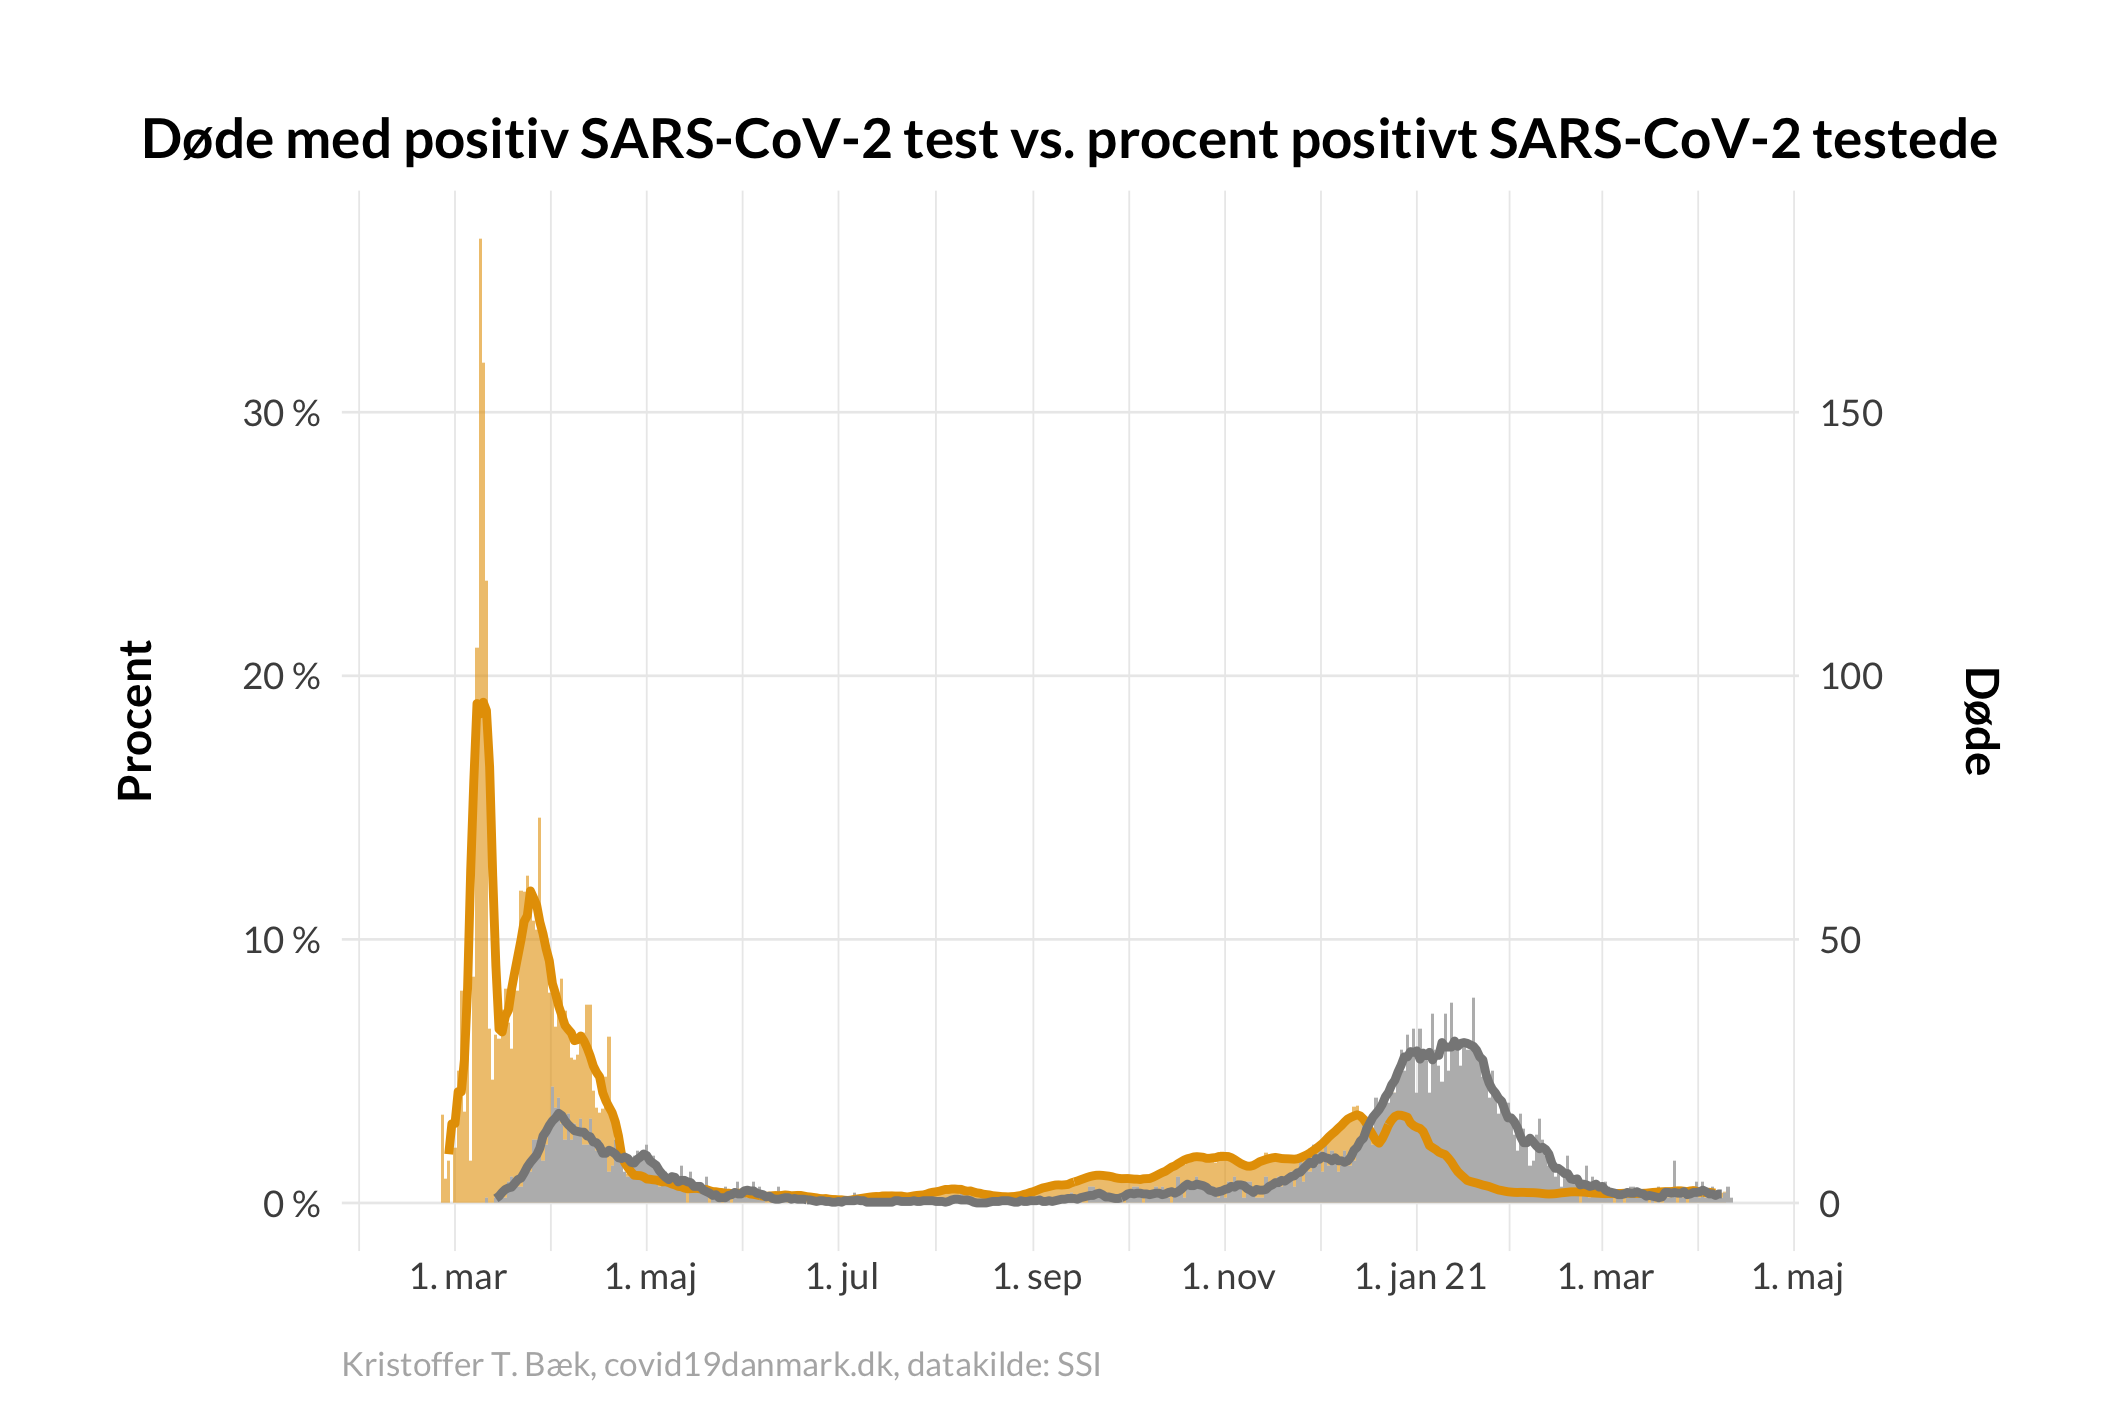 Døde med positiv SARS-CoV-2 test vs. procent positivt SARS-CoV-2 testede
Procent
30 %
20 %
10 %
0 %
150
100
50
0
Døde
1. mar
1. maj
1. jul
1. sep
1. nov
1. jan 21
1. mar
1. maj
Kristoffer T. Bæk, covid19danmark.dk, datakilde: SSI